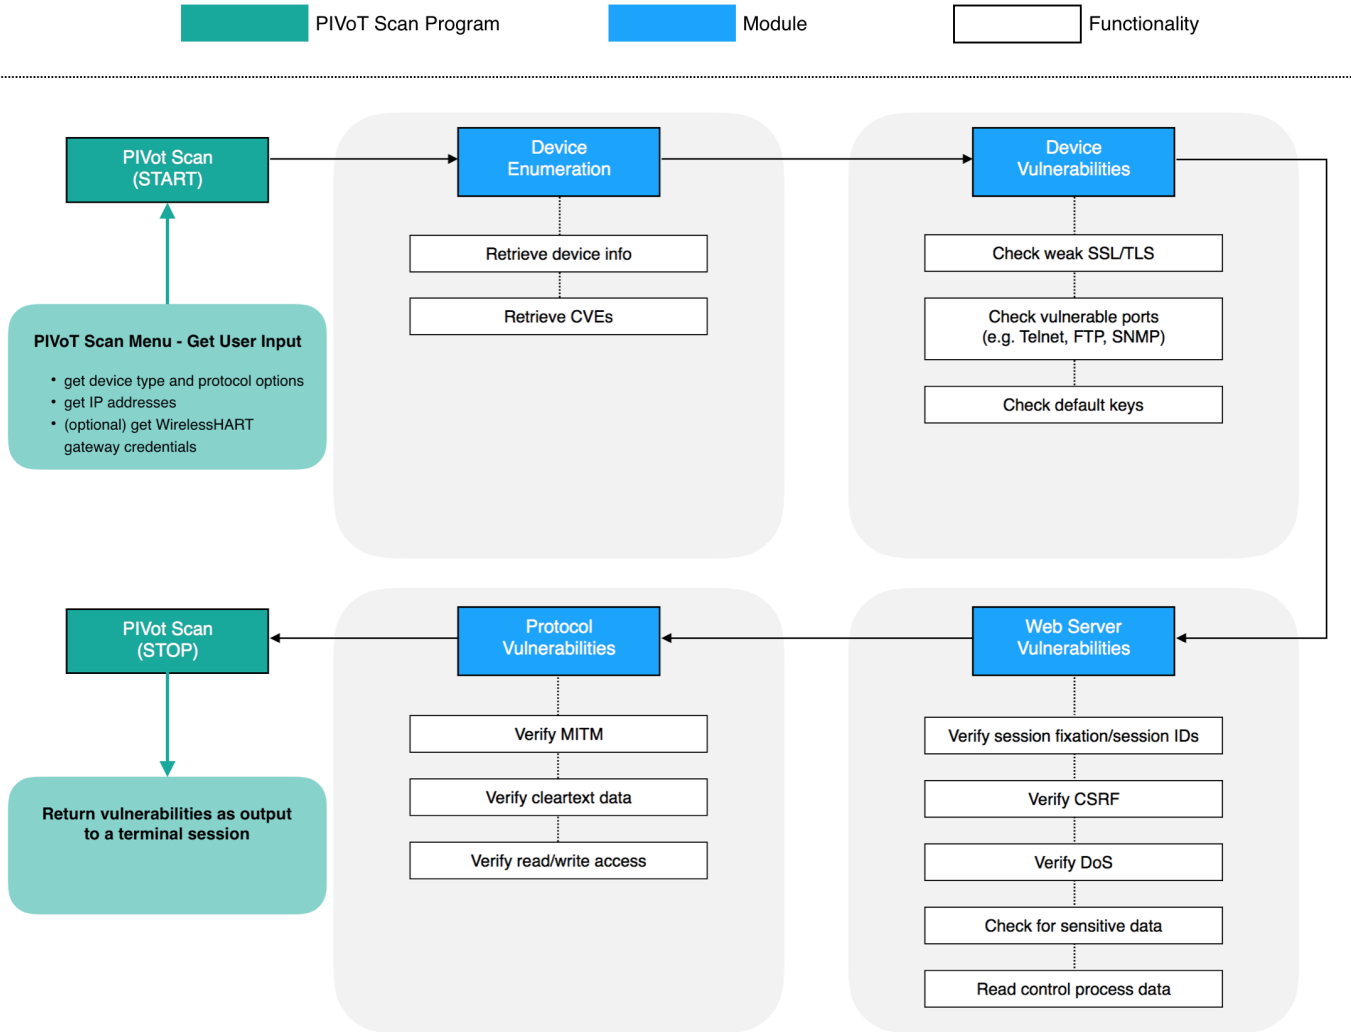 PIVoT Scan Program
Module
Functionality
PIVot Scan
(START)
Device
Enumeration
Device
Vulnerabilities
Retrieve device info
Retrieve CVEs
Check weak SSL/TLS
Check vulnerable ports
(e.g. Telnet, FTP, SNMP)
Check default keys
PIVoT Scan Menu - Get User Input
• get device type and protocol options
• get IP addresses
• (optional) get WirelessHART
gateway credentials
PIVot Scan
(STOP)
Protocol
Vulnerabilities
Web Server
Vulnerabilities
Verify MITM
Verify cleartext data
Verify read/write access
Verify session fixation/session IDs
Verify CSRF
Verify DoS
Check for sensitive data
Read control process data
Return vulnerabilities as output
to a terminal session